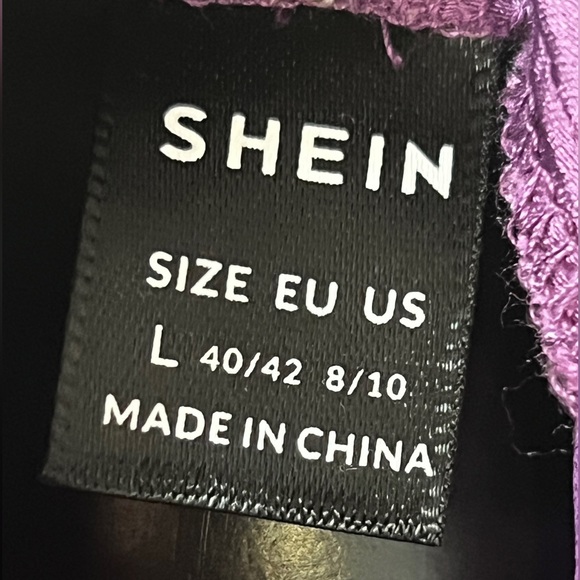 SHEIN
SIZE EU US
L 40/42 8/10
MADE IN CHINA